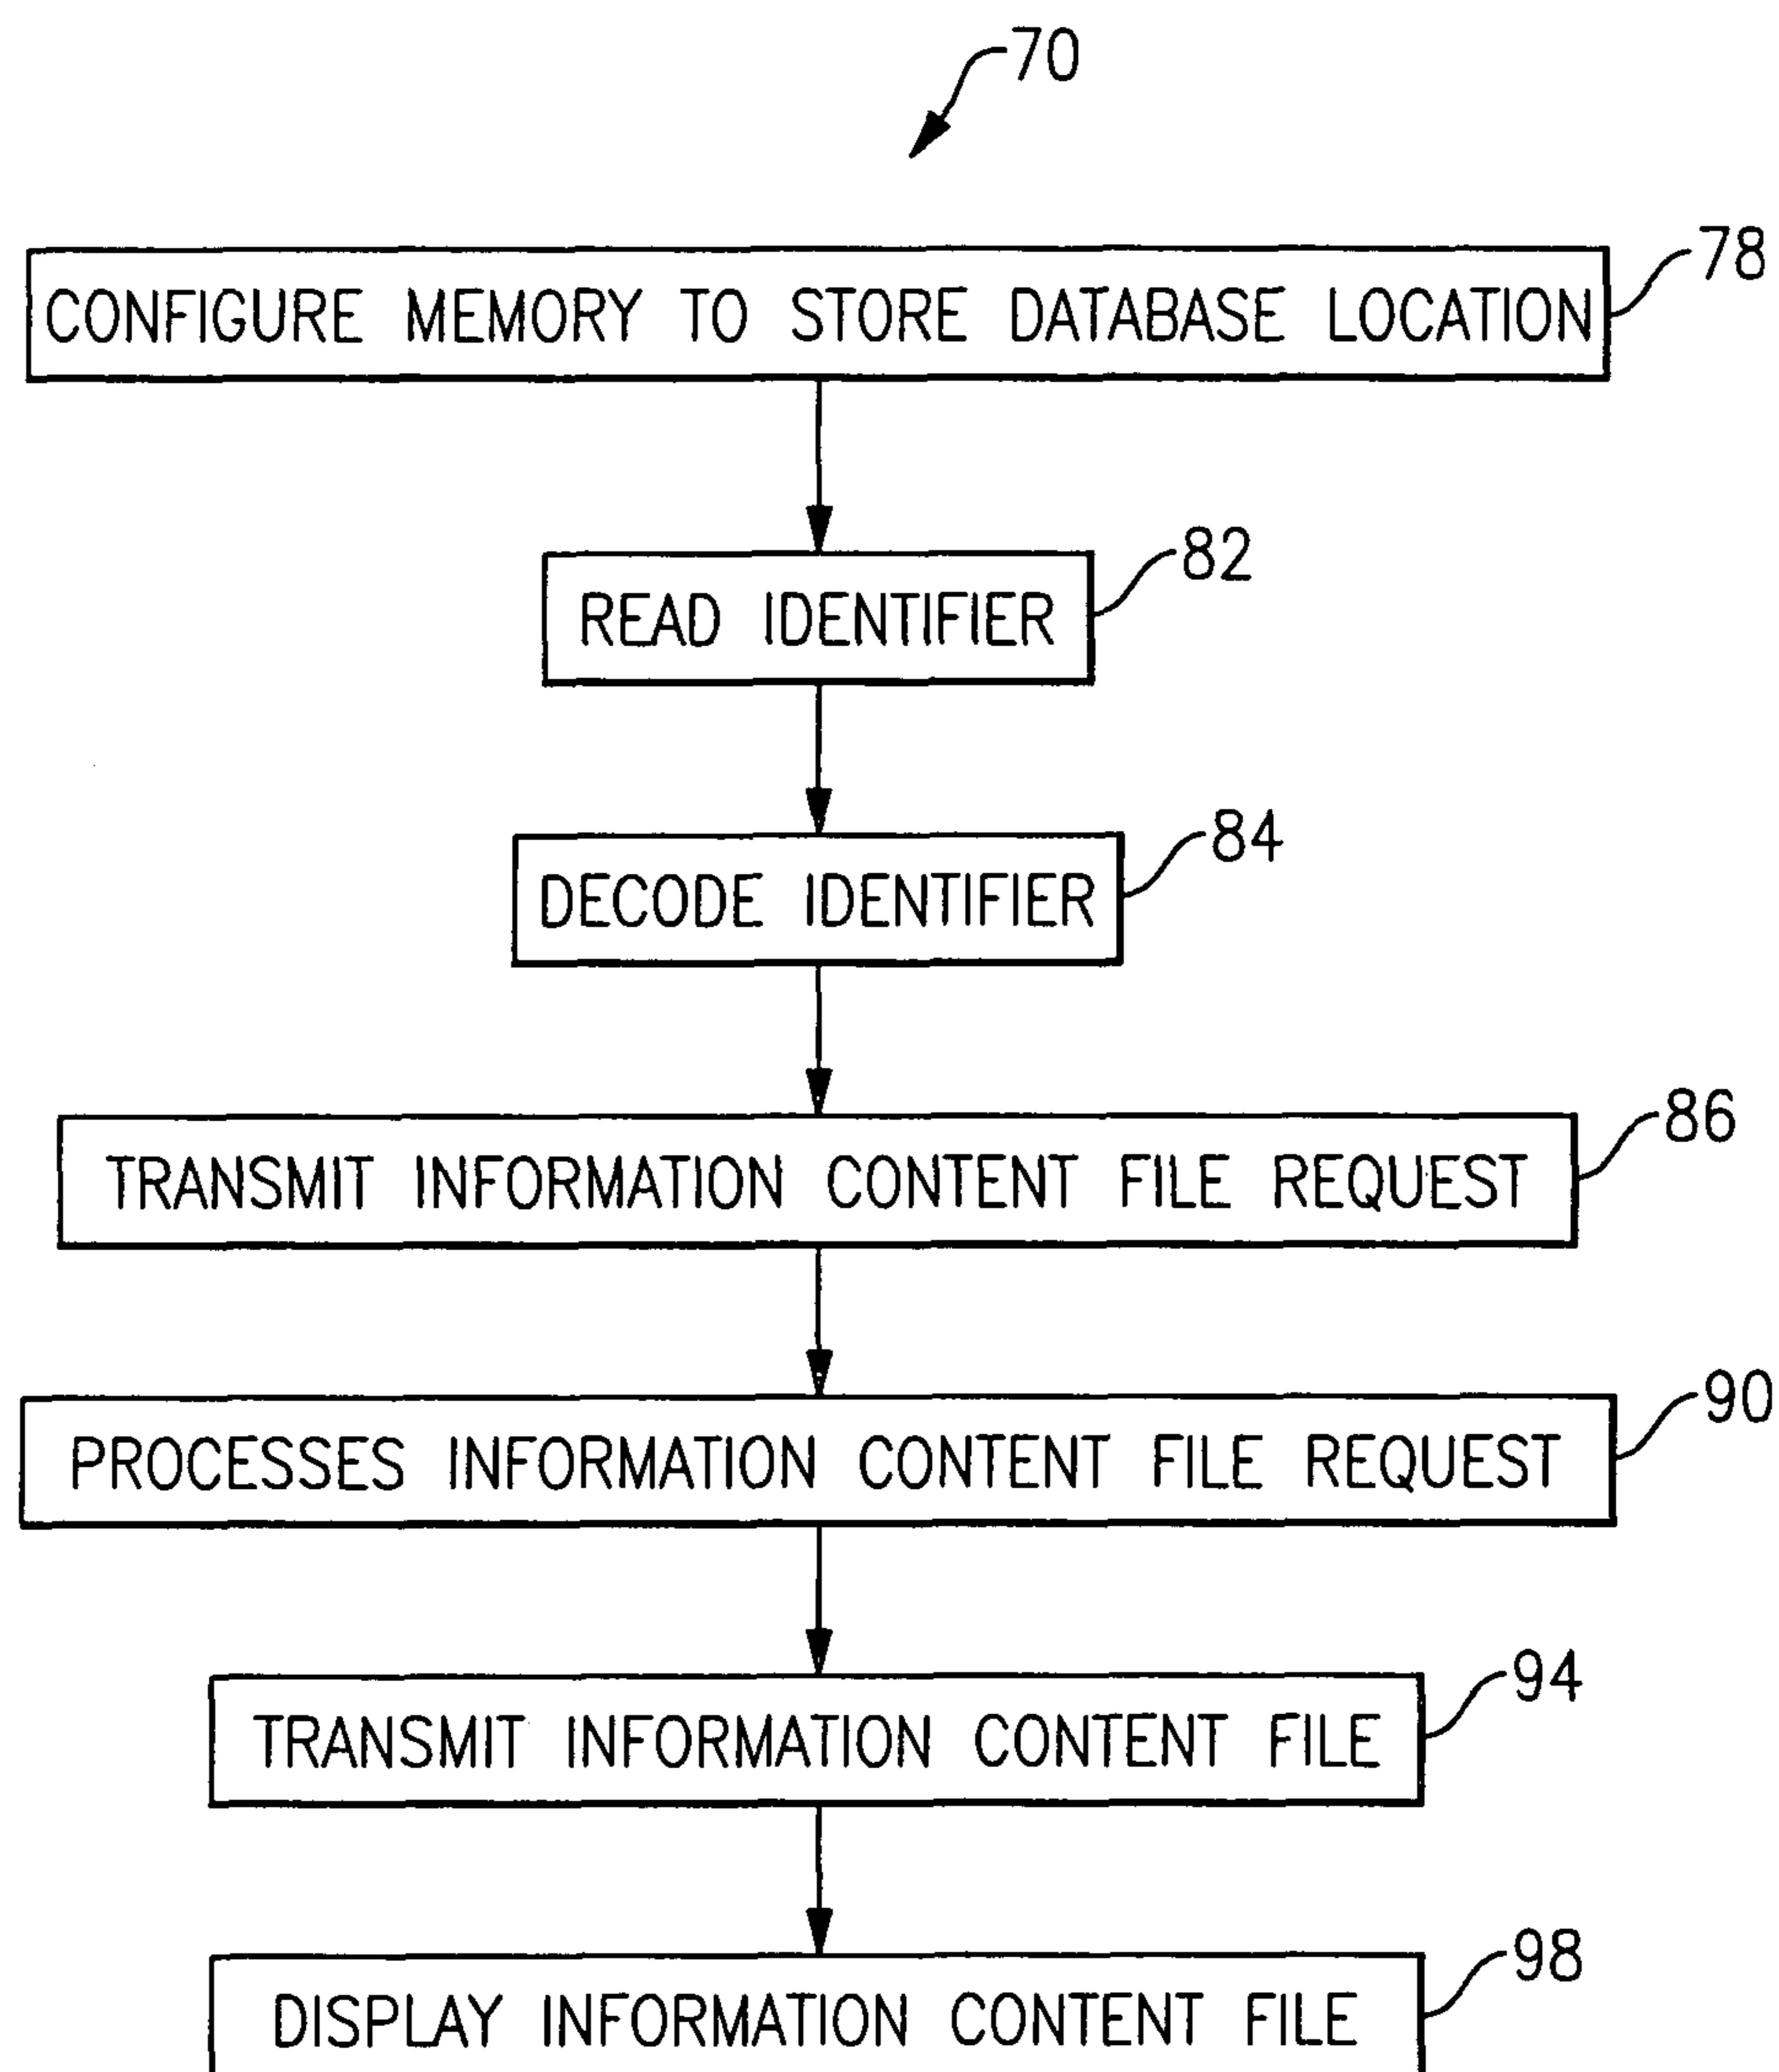 70
78
CONFIGURE MEMORY TO STORE DATABASE LOCATION
82
READ IDENTIFIER
84
DECODE IDENTIFIER
86
TRANSMIT INFORMATION CONTENT FILE REQUEST
90
PROCESSES INFORMATION CONTENT FILE REQUEST
94
TRANSMIT INFORMATION CONTENT FILE
98
DISPLAY INFORMATION CONTENT FILE